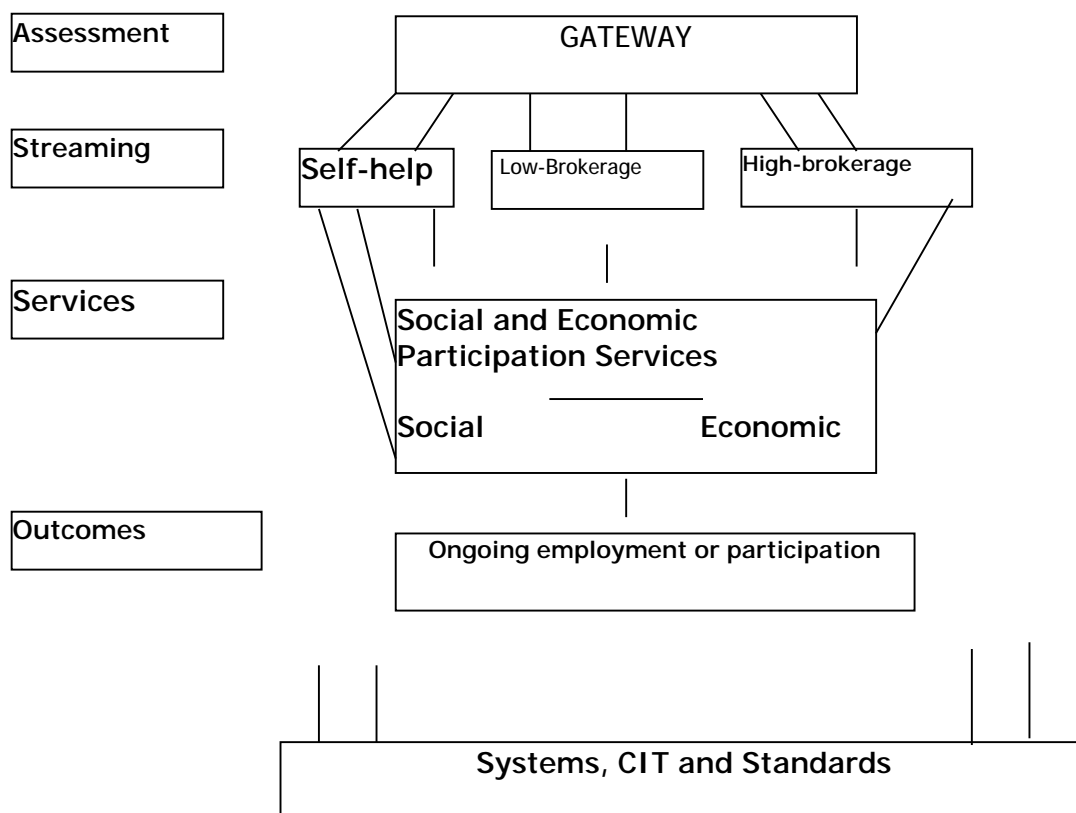 Assessment
GATEWAY
Streaming
Self-help
Low-Brokerage
High-brokerage
Services
Social and Economic
Participation Services
Social
Economic
Outcomes
Ongoing employment or participation
Systems, CIT and Standards